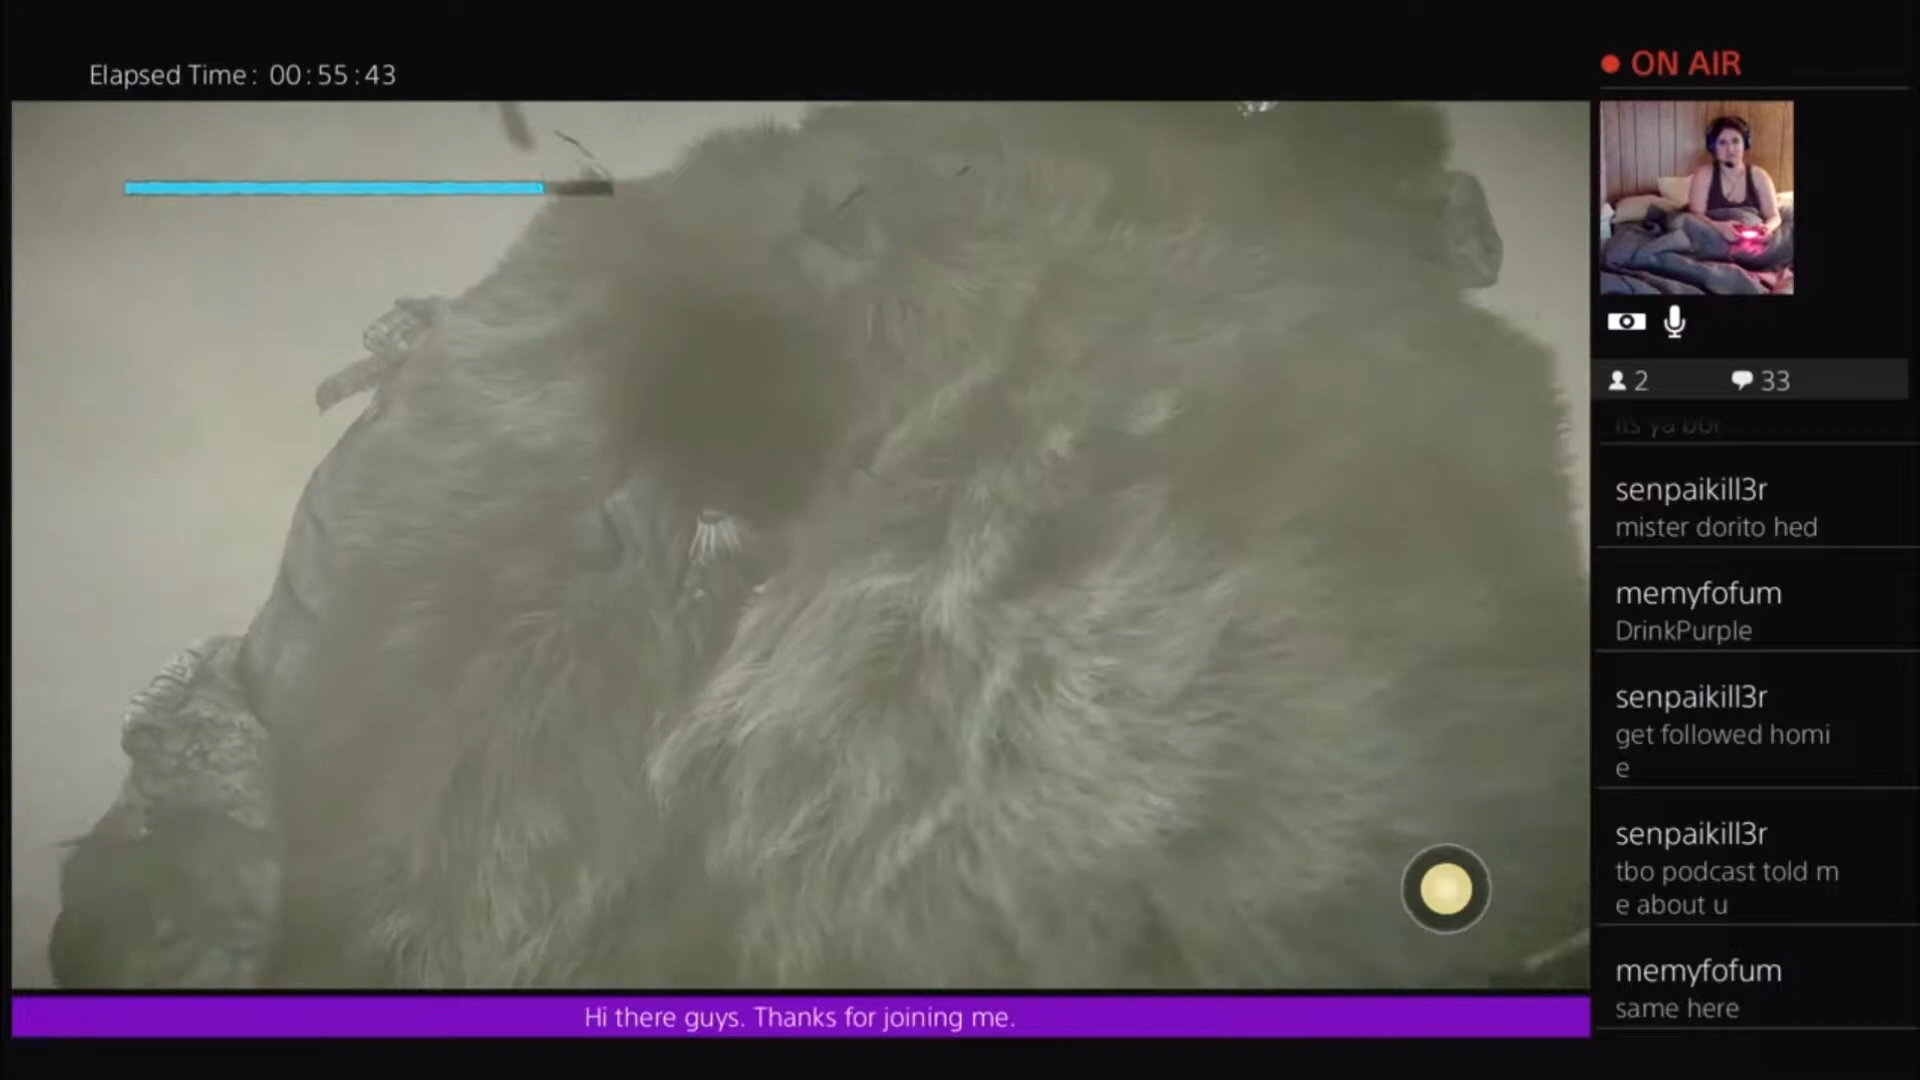 Elapsed Time: 00:55:43
ON AIR
2
33
senpaikill3r
mister dorito hed
memyfofum
DrinkPurple
senpaikill3r
get followed homi
e
senpaikill3r
tbo podcast told m
e about u
memyfofum
same here
Hi there guys. Thanks for joining me.